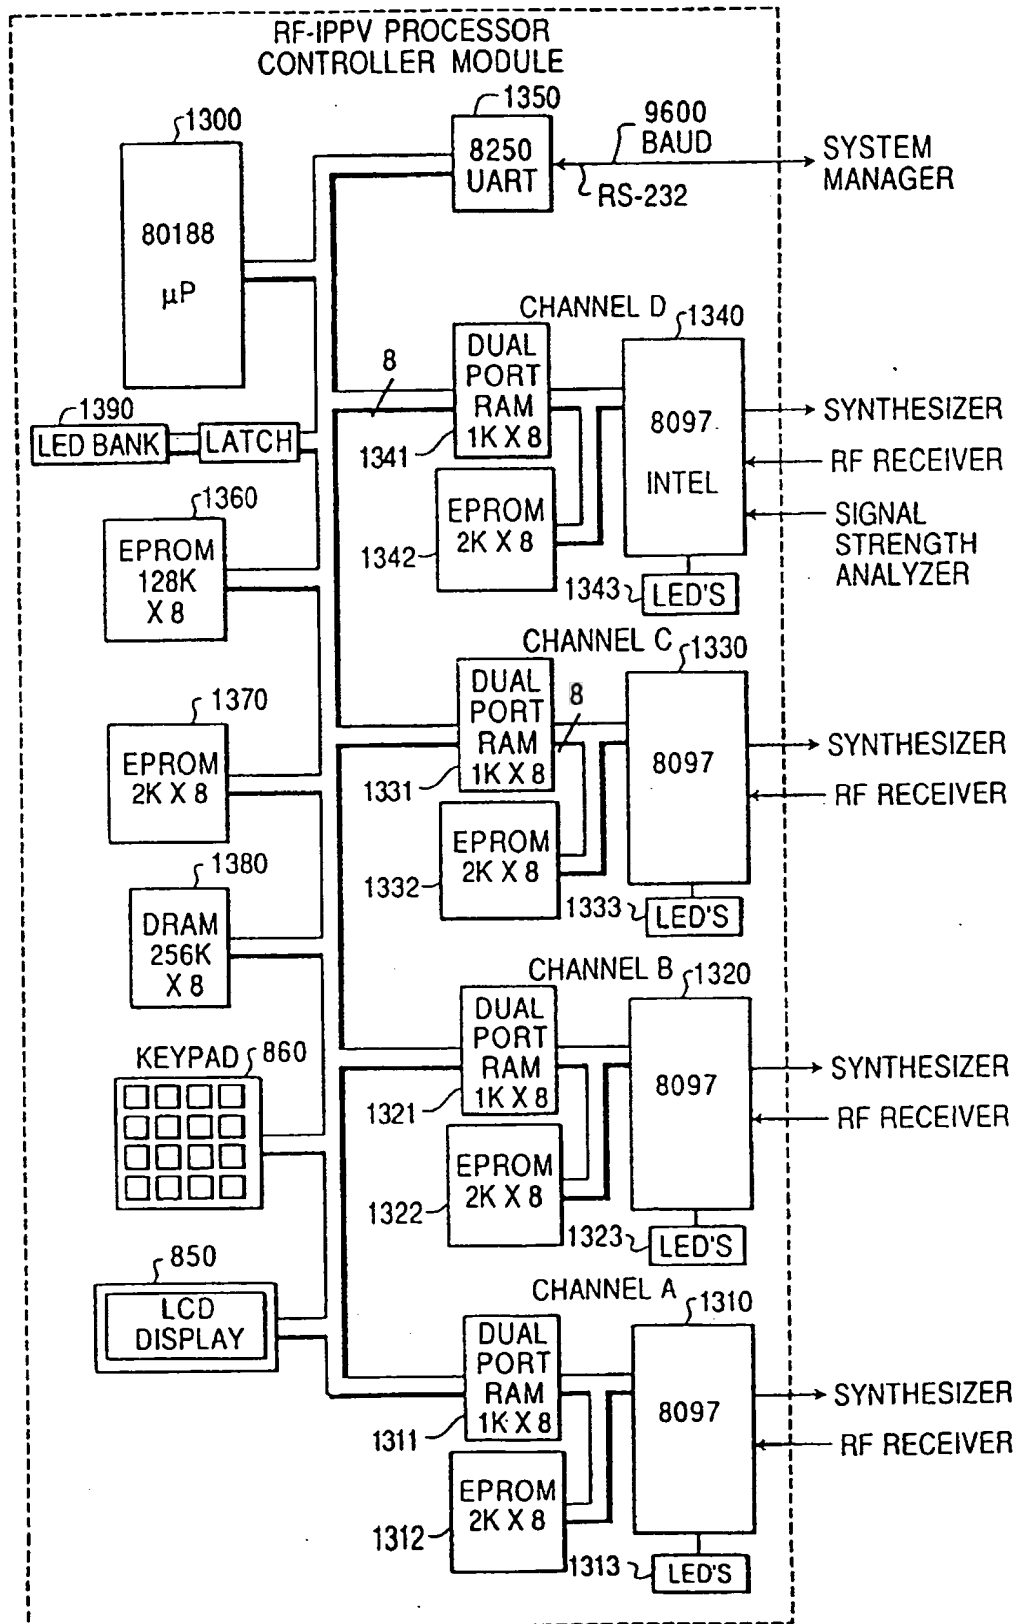 RF-IPPV PROCESSOR
CONTROLLER MODULE
1300
80188
µP
1350
8250
UART
9600
BAUD
RS-232
SYSTEM
MANAGER
1390
LED BANK
LATCH
1360
EPROM
128K
X 8
1370
EPROM
2K X 8
1380
DRAM
256K
X 8
KEYPAD
860
850
LCD
DISPLAY
CHANNEL D
8
DUAL
PORT
RAM
1K X 8
1341
EPROM
2K X 8
1342
1340
8097
INTEL
1343
LED'S
SYNTHESIZER
RF RECEIVER
SIGNAL
STRENGTH
ANALYZER
CHANNEL C
DUAL
PORT
RAM
1K X 8
1331
8
EPROM
2K X 8
1332
1330
8097
1333
LED'S
SYNTHESIZER
RF RECEIVER
CHANNEL B
DUAL
PORT
RAM
1K X 8
1321
EPROM
2K X 8
1322
1320
8097
1323
LED'S
SYNTHESIZER
RF RECEIVER
CHANNEL A
DUAL
PORT
RAM
1K X 8
1311
EPROM
2K X 8
1312
1310
8097
1313
LED'S
SYNTHESIZER
RF RECEIVER